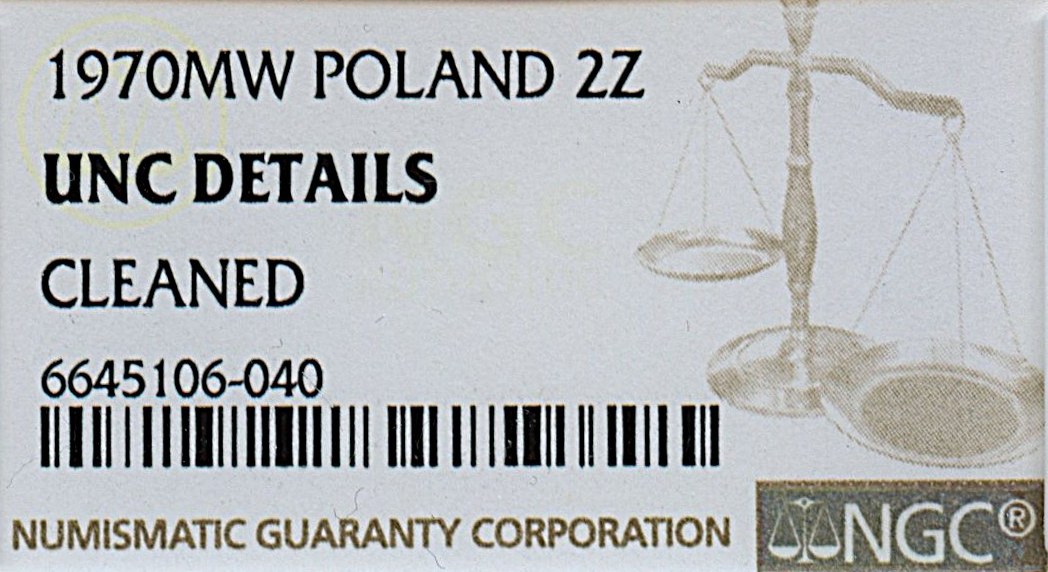 1970MW POLAND 2Z
UNC DETAILS
CLEANED
6645106-040
NUMISMATIC GUARANTY CORPORATION
NGC®